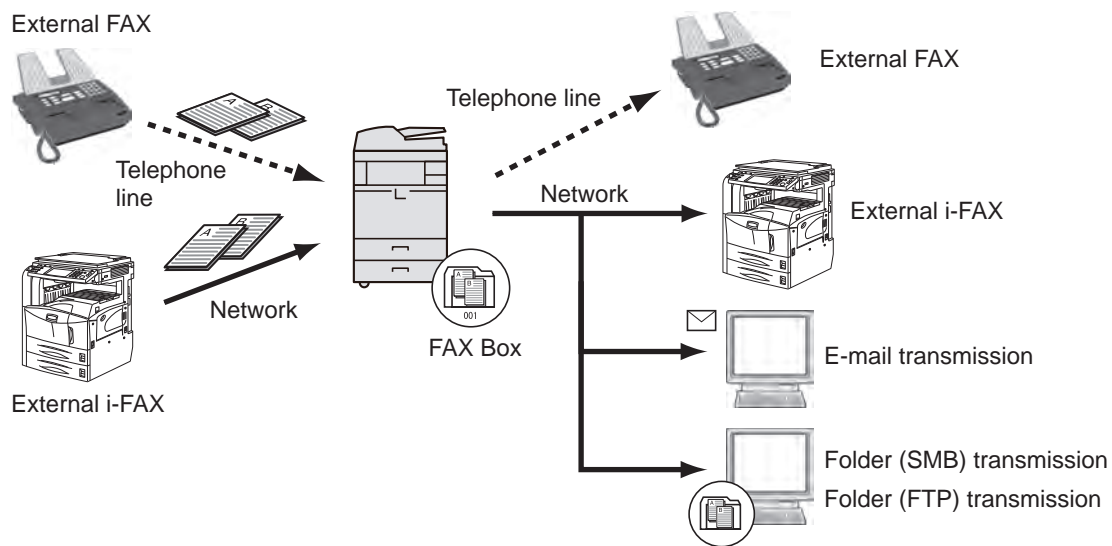 External FAX
External FAX
Telephone line
A
B
Telephone
line
Network
External i-FAX
A
B
Network
A
B
001
FAX Box
External i-FAX
E-mail transmission
Folder (SMB) transmission
Folder (FTP) transmission
A
B